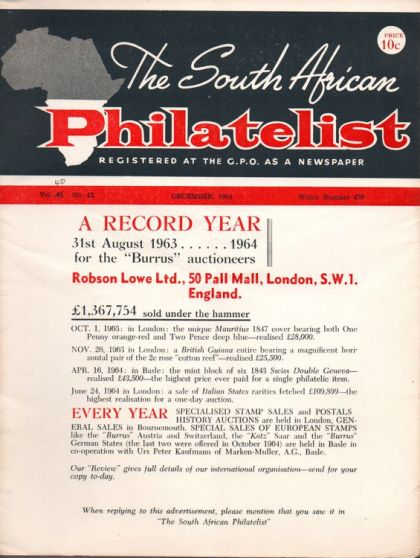 PRICE
10c
The South African
Philatelist
REGISTERED AT THE G.P.O. AS A NEWSPAPER
40
Vol. 41 No. 12 DECEMBER, 1964 Whole Number 479
A RECORD YEAR
31st August 1963 . . . . . . 1964
for the "Burrus" auctioneers
Robson Lowe Ltd., 50 Pall Mall, London, S.W.1.
England.
£1,367,754 sold under the hammer
OCT. 1, 1963: in London: the unique Mauritius 1847 cover bearing both One
Penny orange-red and Two Pence deep blue—realised £28,000.
NOV. 26, 1963 in London: a British Guiana entire bearing a magnificent hori-
zontal pair of the 2c rose "cotton reel"—realised £25,500.
APR. 16, 1964: in Basle: the mint block of six 1843 Swiss Double Geneva—
realised £43,500—the highest price ever paid for a single philatelic item.
June 24, 1964 in London: a sale of Italian States rarities fetched £109,899—the
highest realisation for a one-day auction.
EVERY YEAR SPECIALISED STAMP SALES and POSTAL
HISTORY AUCTIONS are held in London, GEN-
ERAL SALES in Bournemouth. SPECIAL SALES OF EUROPEAN STAMPS
like the "Burrus" Austria and Switzerland, the "Kotz" Saar and the "Burrus"
German States (the last two were offered in October 1964) are held in Basle in
co-operation with Urs Peter Kaufmann of Marken-Muller, A.G., Basle.
Our "Review" gives full details of our international organisation—send for your
copy to-day.
When replying to this advertisement, please mention that you saw it in
"The South African Philatelist"